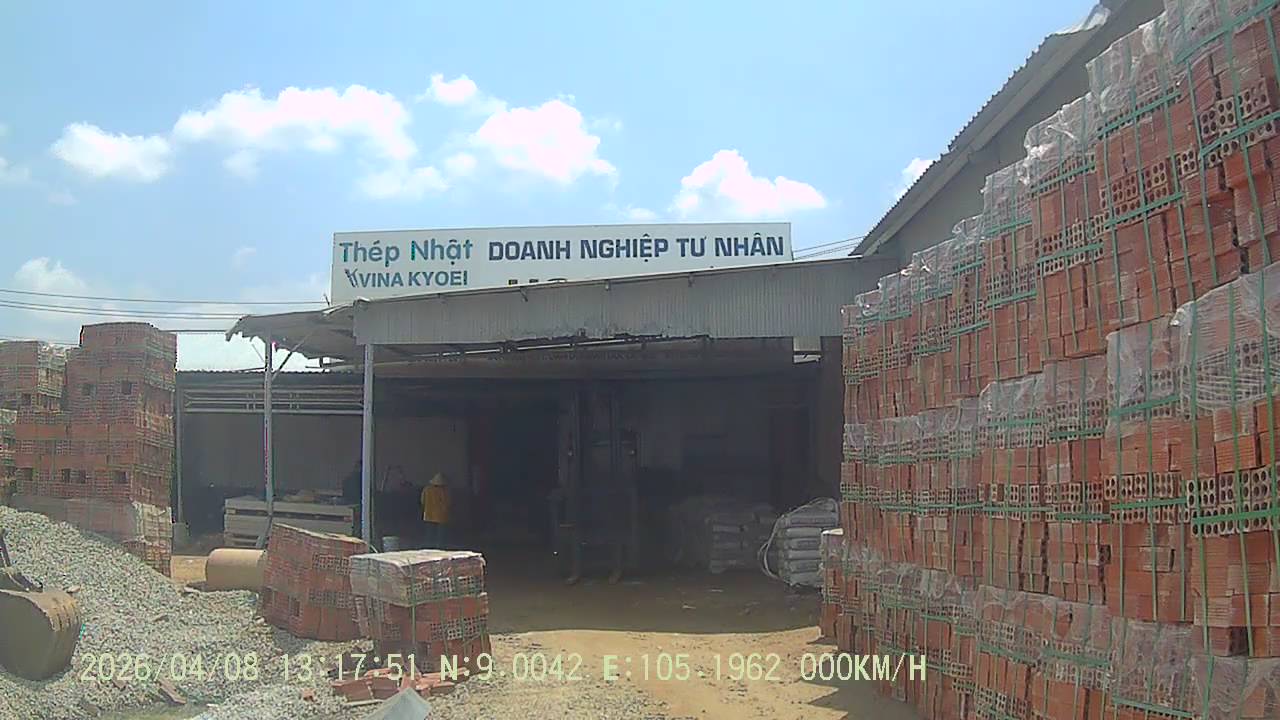 Thép Nhật DOANH NGHIỆP TƯ NHÂN
VINA KYOEI
2026/04/08 13:17:51 N:9.0042 E:105.1962 000KM/H